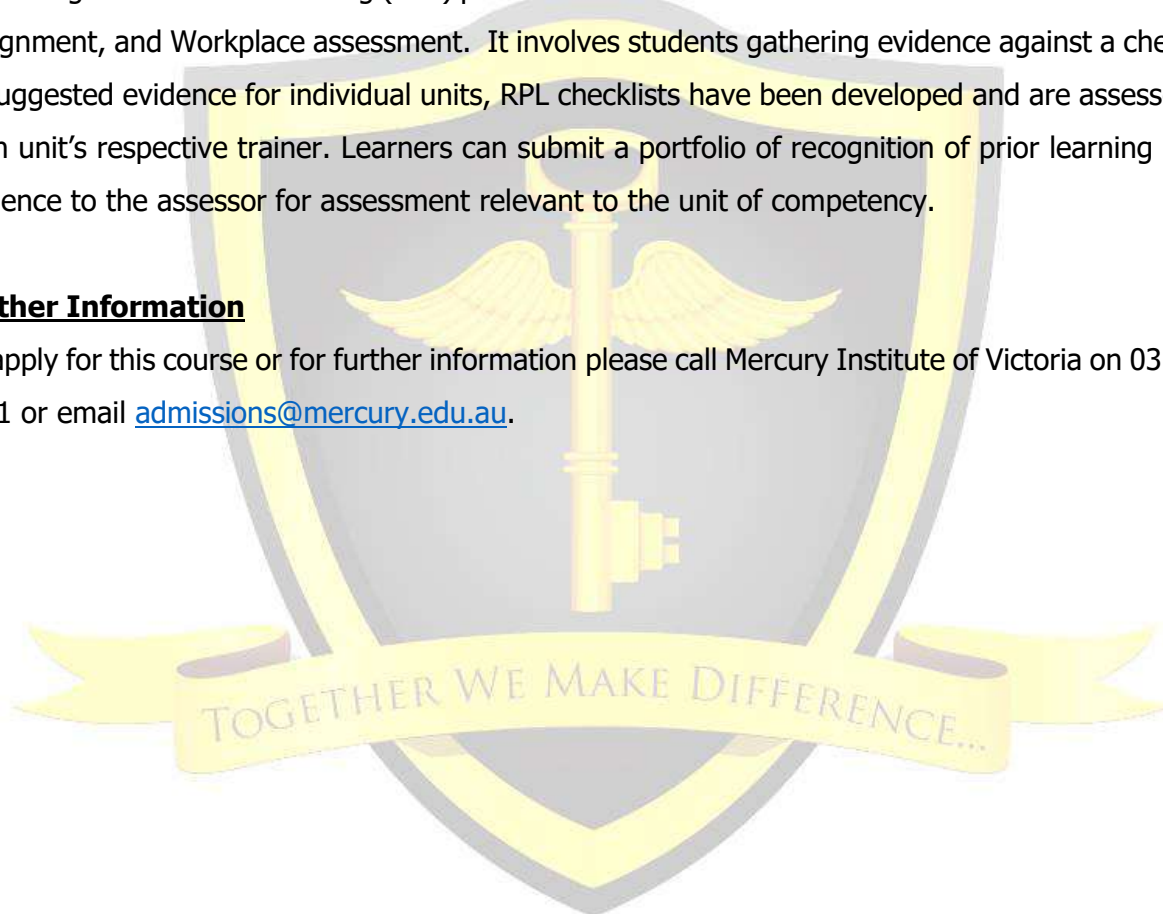 gnment, and Workplace assessment. It involves students gathering evidence against a che
uggested evidence for individual units, RPL checklists have been developed and are assess
unit's respective trainer. Learners can submit a portfolio of recognition of prior learning
ence to the assessor for assessment relevant to the unit of competency.
ther Information
apply for this course or for further information please call Mercury Institute of Victoria on 03
1 or email admissions@mercury.edu.au.
TOGETHER WE MAKE DIFFERENCE...